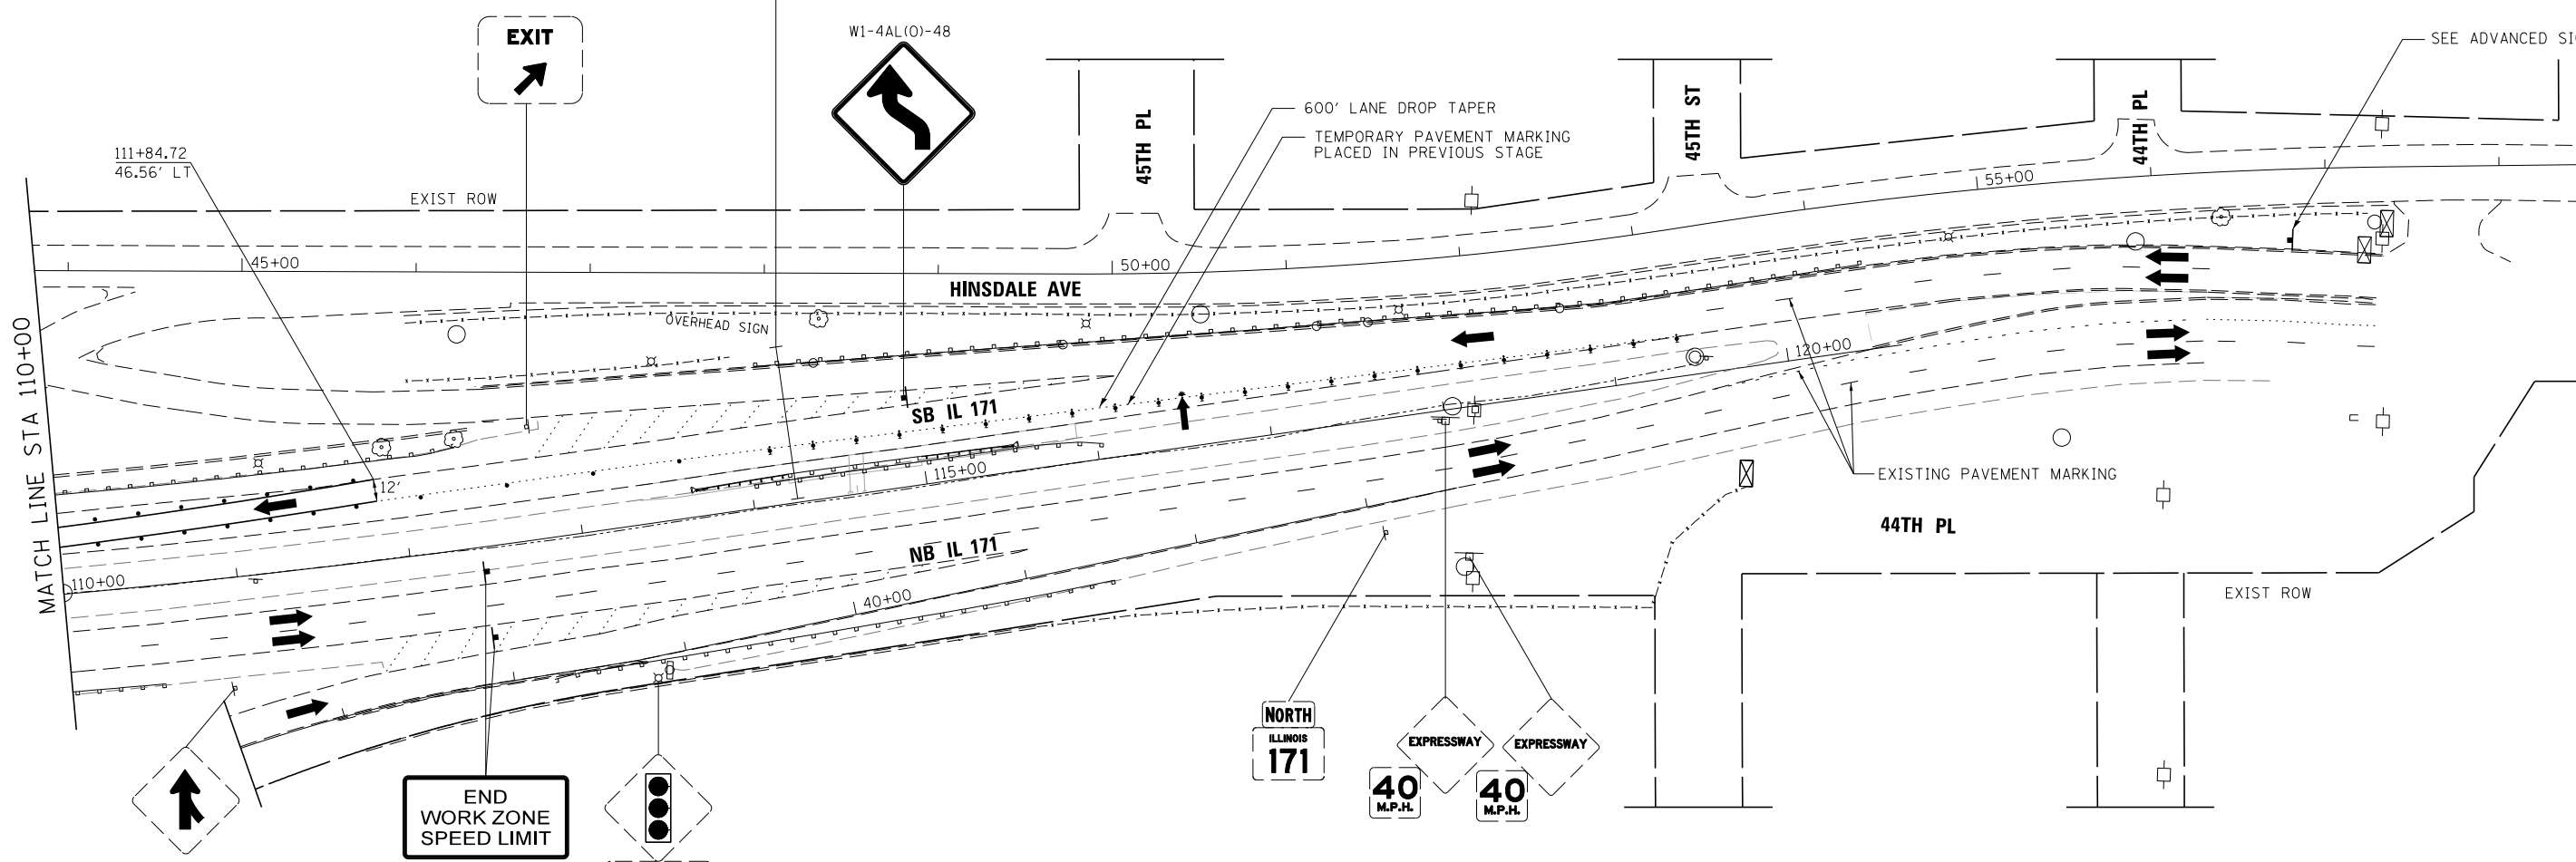 EXIT
W1-4AL(O)-48
SEE ADVANCED
45TH PL
45TH ST
44TH PL
600' LANE DROP TAPER
TEMPORARY PAVEMENT MARKING
PLACED IN PREVIOUS STAGE
111+84.72
46.56' LT
EXIST ROW
55+00
45+00
50+00
HINSDALE AVE
OVERHEAD SIGN
120+00
SB IL 171
115+00
12'
EXISTING PAVEMENT MARKING
MATCH LINE STA 110+00
44TH PL
NB IL 171
110+00
40+00
EXIST ROW
NORTH
ILLINOIS
171
EXPRESSWAY
40
M.P.H.
EXPRESSWAY
40
M.P.H.
END
WORK ZONE
SPEED LIMIT